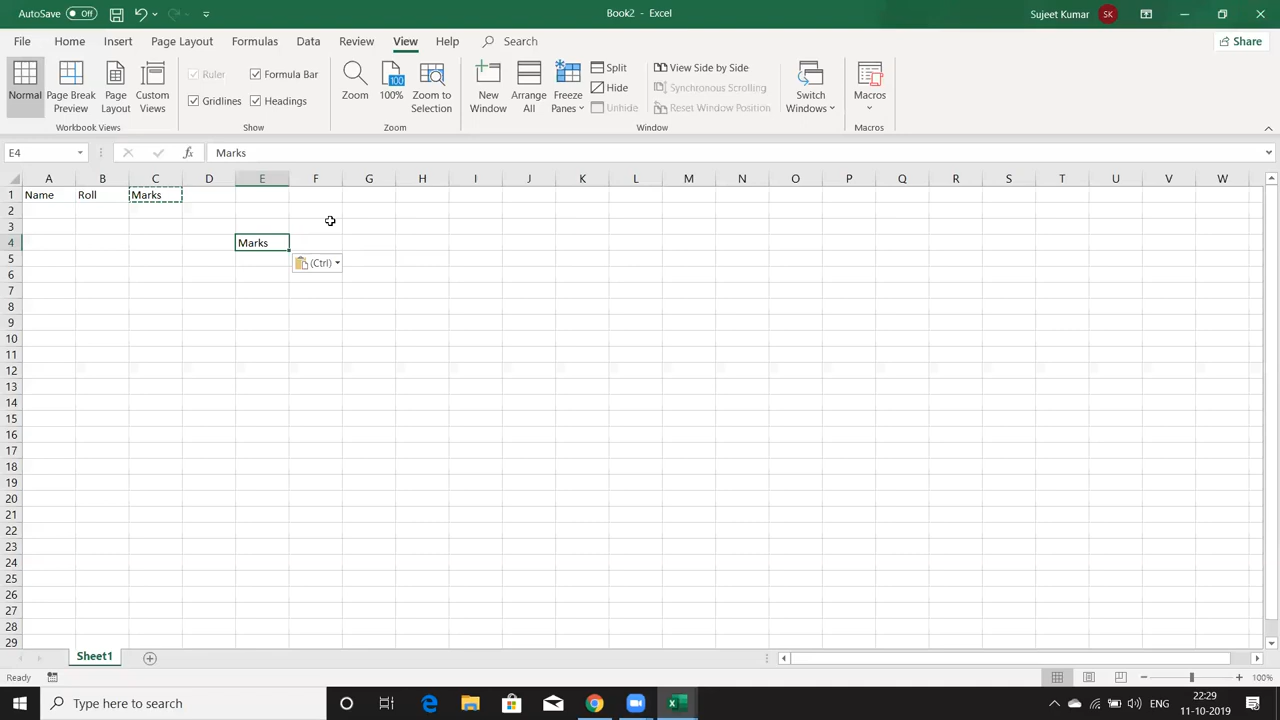 AutoSave Off
Book2 - Excel
Sujeet Kumar SK
File Home Insert Page Layout Formulas Data Review View Help Search Share
Normal
Page Break Preview
Page Layout
Custom Views
Workbook Views
Ruler Formula Bar
Gridlines Headings
Show
Zoom
100
100%
Zoom to Selection
Zoom
New Window
Arrange All
Freeze Panes
Split
Hide
Unhide
View Side by Side
Synchronous Scrolling
Reset Window Position
Window
Switch Windows
Macros
Macros
E4 fx Marks
A B C D E F G H I J K L M N O P Q R S T U V W
1 Name Roll Marks
2
3
4 Marks
5 (Ctrl)
6
7
8
9
10
11
12
13
14
15
16
17
18
19
20
21
22
23
24
25
26
27
28
29
Sheet1
Ready 100%
Type here to search
ENG
22:29
11-10-2019